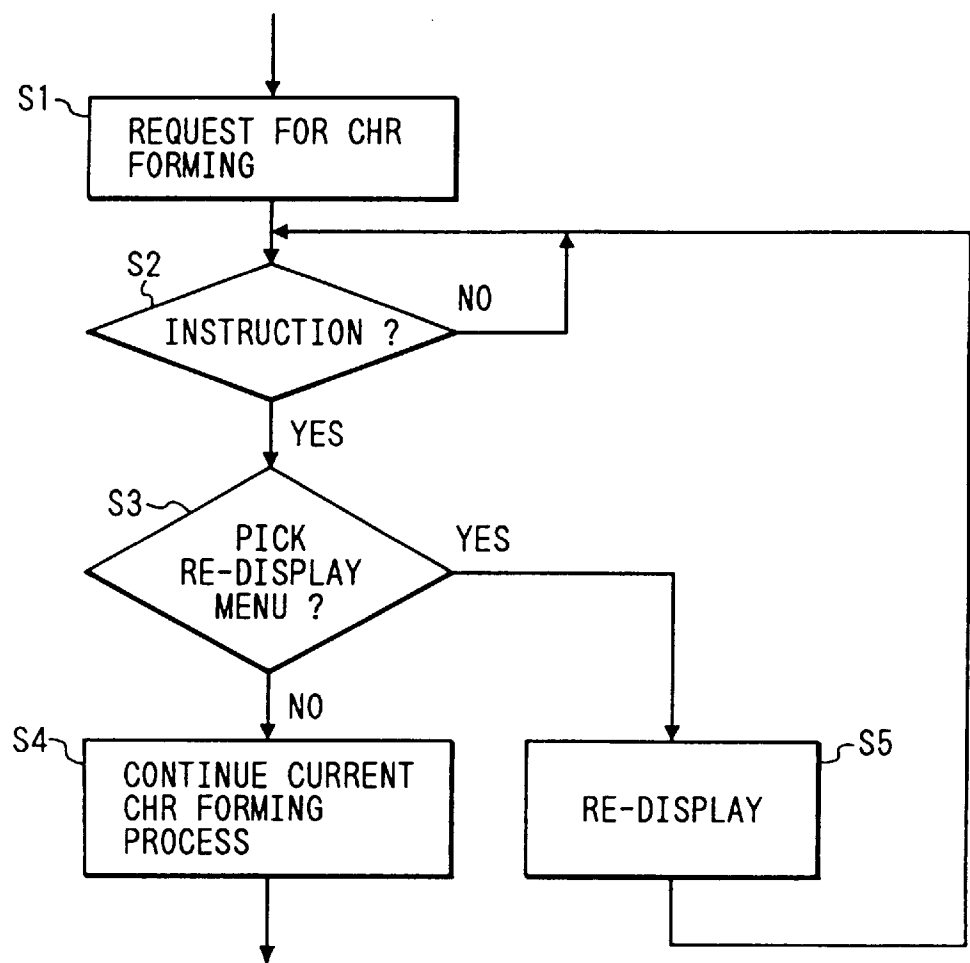 S1
REQUEST FOR CHR
FORMING
S2
INSTRUCTION ?
NO
YES
S3
PICK
RE-DISPLAY
MENU ?
YES
NO
S4
CONTINUE CURRENT
CHR FORMING
PROCESS
S5
RE-DISPLAY